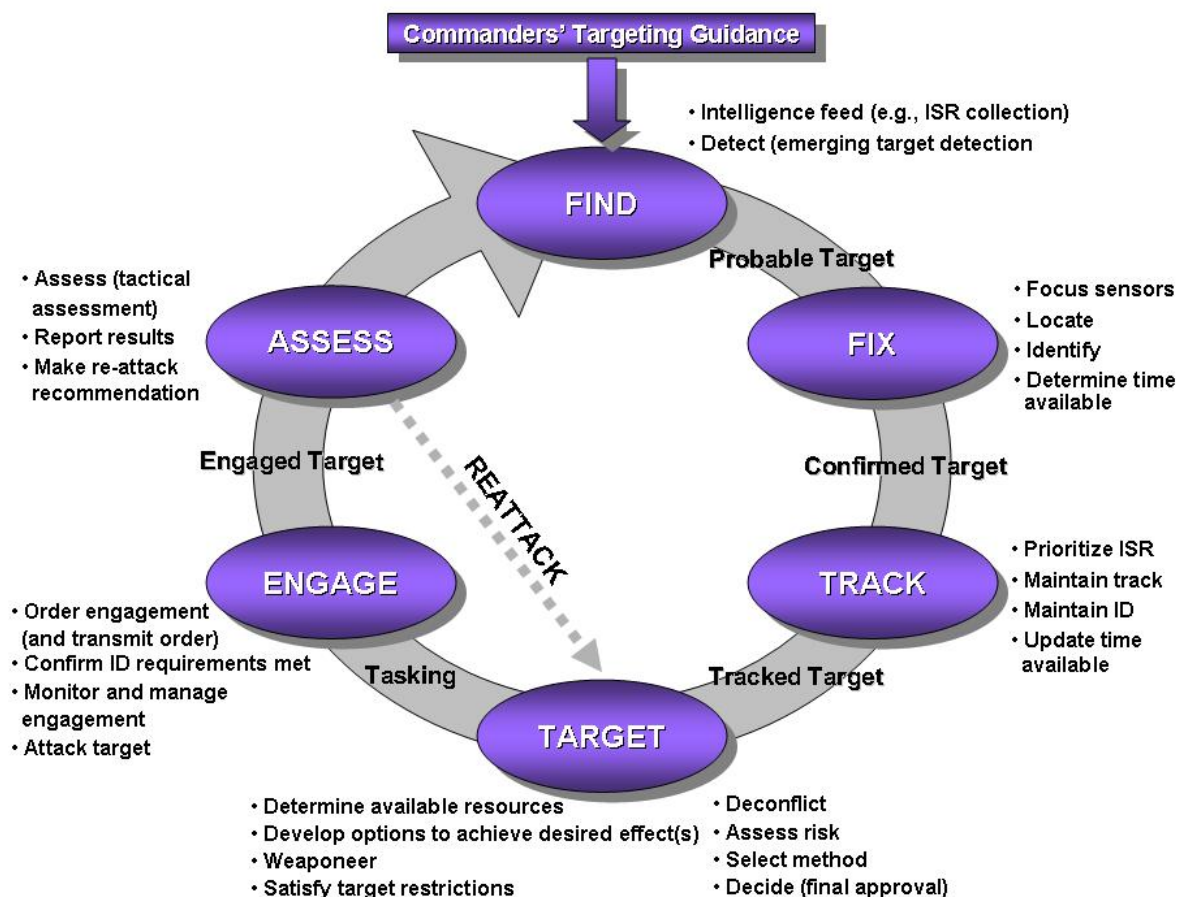 Commanders' Targeting Guidance
• Intelligence feed (e.g., ISR collection)
• Detect (emerging target detection
FIND
Probable Target
• Focus sensors
• Locate
• Identify
• Determine time
available
FIX
Confirmed Target
• Prioritize ISR
• Maintain track
• Maintain ID
• Update time
available
TRACK
Tracked Target
TARGET
• Determine available resources
• Develop options to achieve desired effect(s)
• Weaponeer
• Satisfy target restrictions
• Deconflict
• Assess risk
• Select method
• Decide (final approval)
Tasking
ENGAGE
• Order engagement
(and transmit order)
• Confirm ID requirements met
• Monitor and manage
engagement
• Attack target
Engaged Target
ASSESS
• Assess (tactical
assessment)
• Report results
• Make re-attack
recommendation
REATTACK